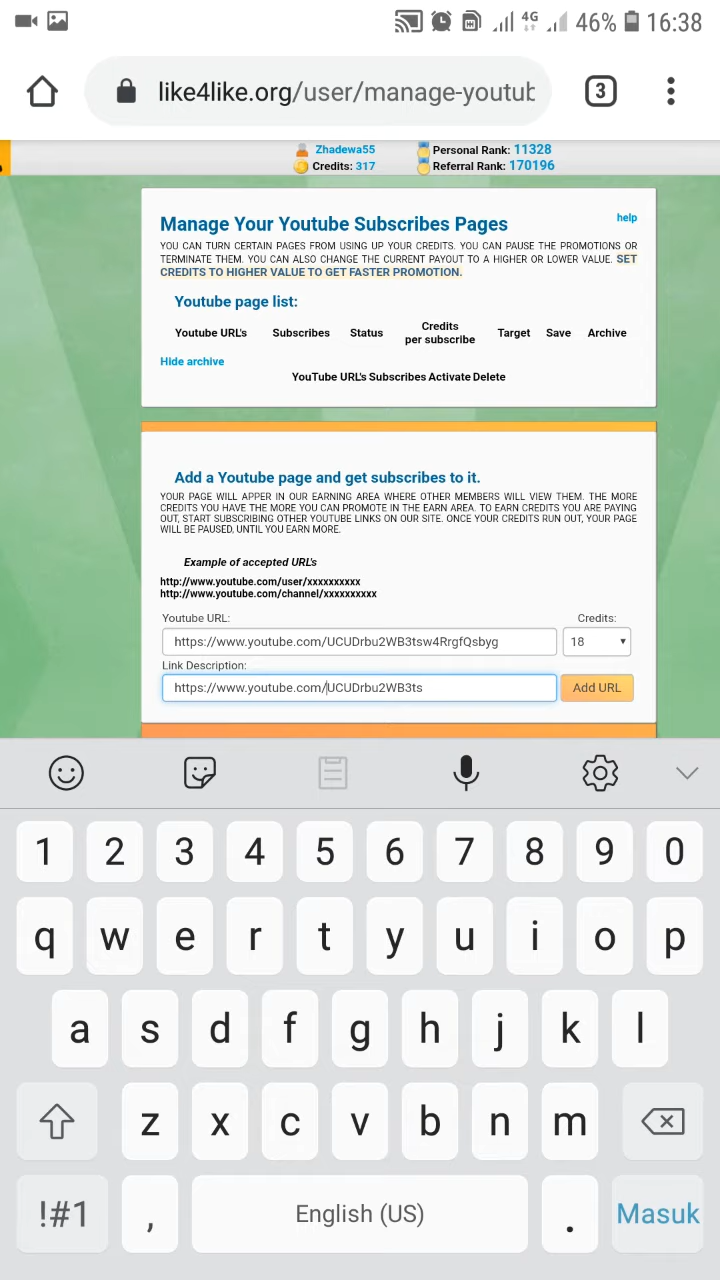 4G 46% 16:38
like4like.org/user/manage-youtub 3
Zhadewa55 Personal Rank: 11328
Credits: 317 Referral Rank: 170196
Manage Your Youtube Subscribes Pages help
YOU CAN TURN CERTAIN PAGES FROM USING UP YOUR CREDITS. YOU CAN PAUSE THE PROMOTIONS OR
TERMINATE THEM. YOU CAN ALSO CHANGE THE CURRENT PAYOUT TO A HIGHER OR LOWER VALUE. SET
CREDITS TO HIGHER VALUE TO GET FASTER PROMOTION.
Youtube page list:
Youtube URL's Subscribes Status Credits per subscribe Target Save Archive
Hide archive
YouTube URL's Subscribes Activate Delete
Add a Youtube page and get subscribes to it.
YOUR PAGE WILL APPER IN OUR EARNING AREA WHERE OTHER MEMBERS WILL VIEW THEM. THE MORE
CREDITS YOU HAVE THE MORE YOU CAN PROMOTE IN THE EARN AREA. TO EARN CREDITS YOU ARE PAYING
OUT, START SUBSCRIBING OTHER YOUTUBE LINKS ON OUR SITE. ONCE YOUR CREDITS RUN OUT, YOUR PAGE
WILL BE PAUSED, UNTIL YOU EARN MORE.
Example of accepted URL's
http://www.youtube.com/user/xxxxxxxxxx
http://www.youtube.com/channel/xxxxxxxxxx
Youtube URL: Credits:
https://www.youtube.com/UCUDrbu2WB3tsw4RrgfQsbyg 18
Link Description:
https://www.youtube.com/UCUDrbu2WB3ts Add URL
1 2 3 4 5 6 7 8 9 0
q w e r t y u i o p
a s d f g h j k l
z x c v b n m
!#1 , English (US) . Masuk